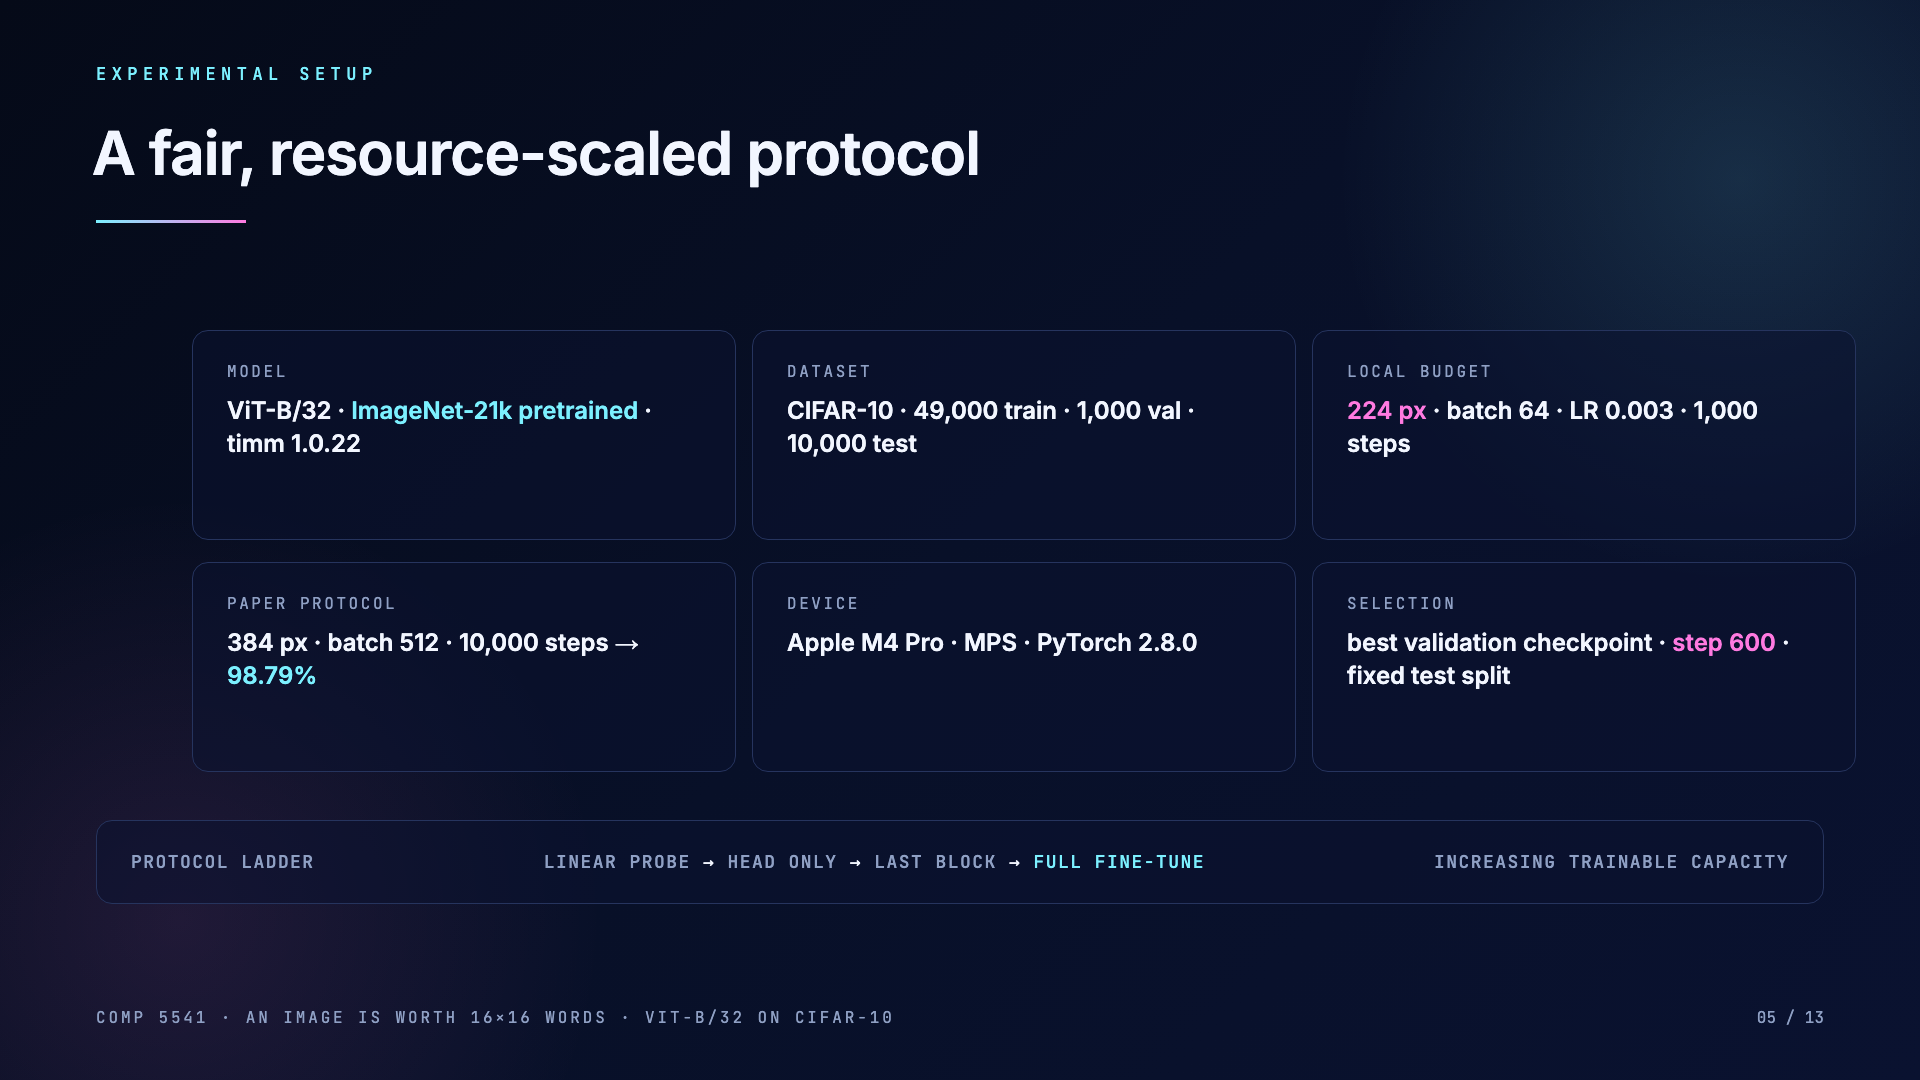 EXPERIMENTAL SETUP
A fair, resource-scaled protocol
MODEL
ViT-B/32 · ImageNet-21k pretrained ·
timm 1.0.22
DATASET
CIFAR-10 · 49,000 train · 1,000 val ·
10,000 test
LOCAL BUDGET
224 px · batch 64 · LR 0.003 · 1,000
steps
PAPER PROTOCOL
384 px · batch 512 · 10,000 steps →
98.79%
DEVICE
Apple M4 Pro · MPS · PyTorch 2.8.0
SELECTION
best validation checkpoint · step 600 ·
fixed test split
PROTOCOL LADDER
LINEAR PROBE → HEAD ONLY → LAST BLOCK → FULL FINE-TUNE
INCREASING TRAINABLE CAPACITY
COMP 5541 · AN IMAGE IS WORTH 16×16 WORDS · VIT-B/32 ON CIFAR-10
05 / 13